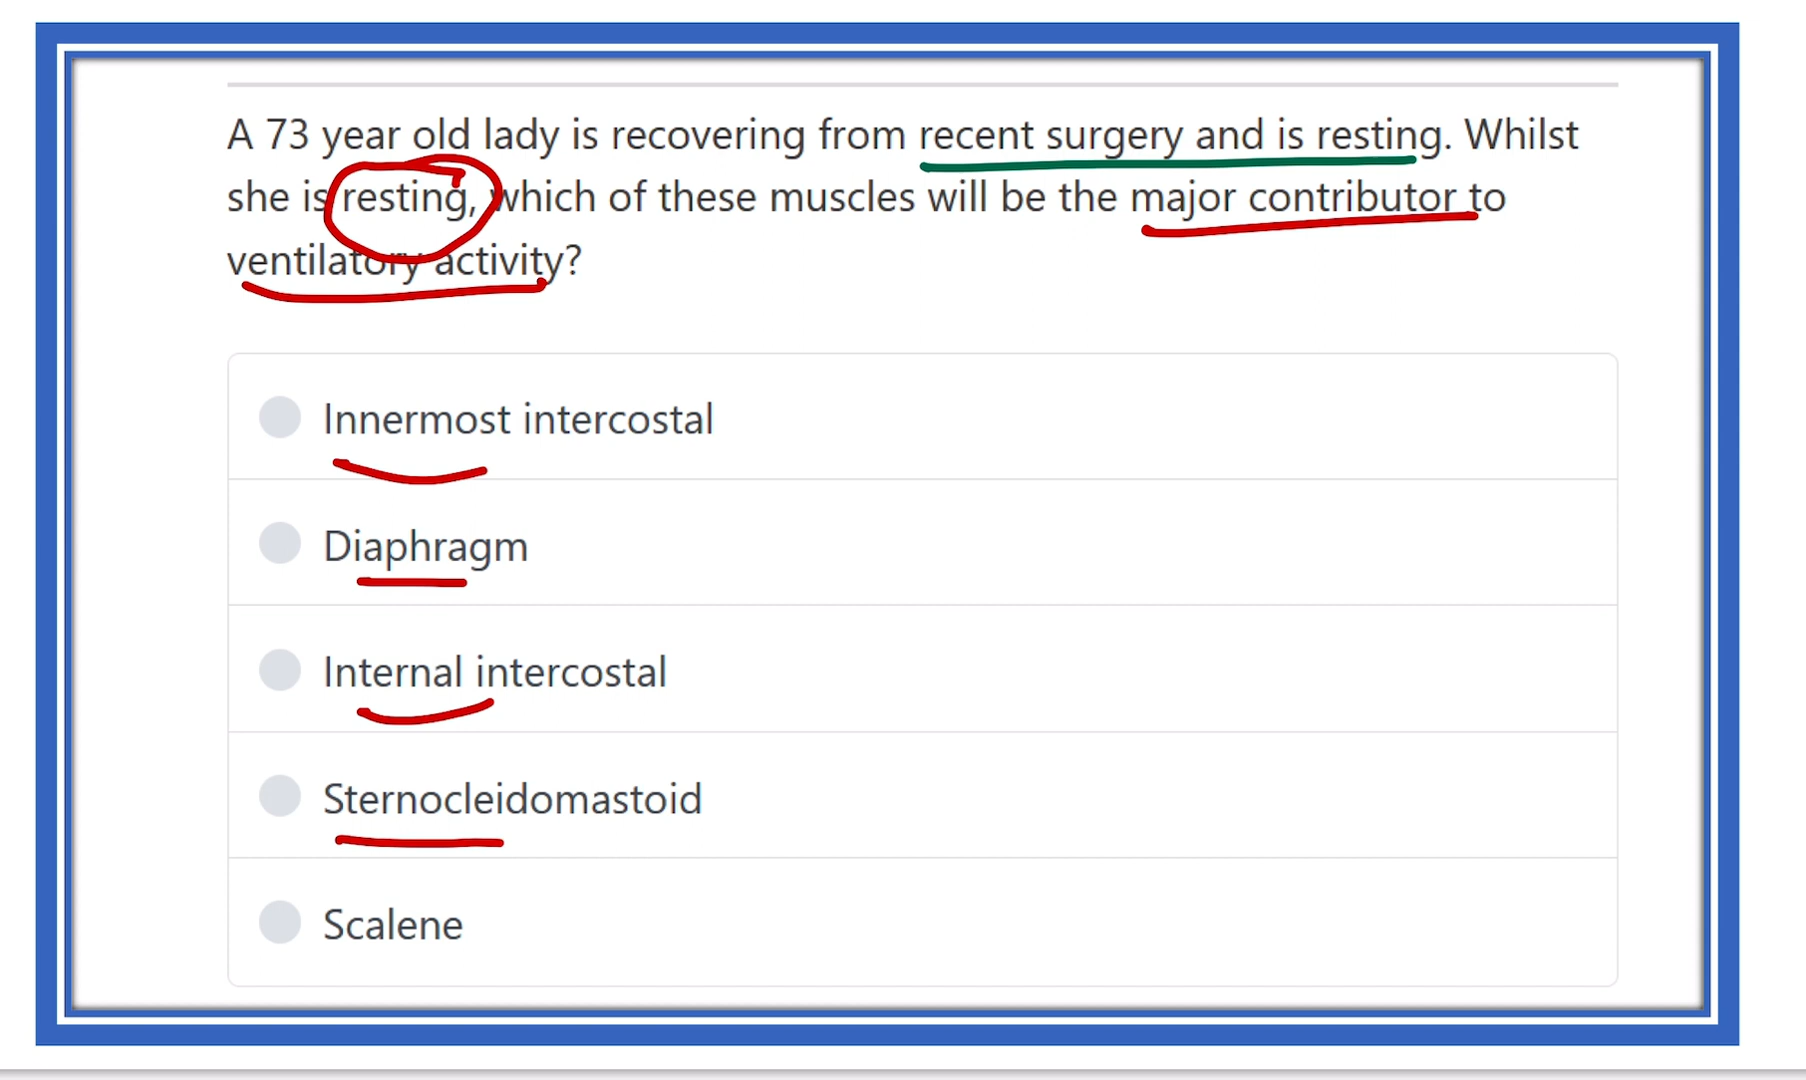 A 73 year old lady is recovering from recent surgery and is resting. Whilst
she is resting, which of these muscles will be the major contributor to
ventilatory activity?
Innermost intercostal
Diaphragm
Internal intercostal
Sternocleidomastoid
Scalene